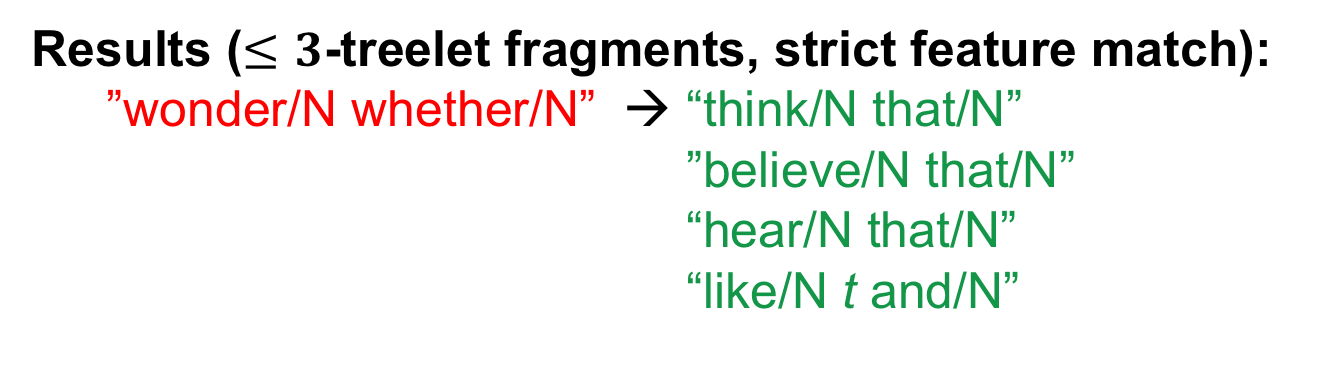 Results (≤ 3-treelet fragments, strict feature match):
”wonder/N whether/N” → “think/N that/N”
”believe/N that/N”
“hear/N that/N”
“like/N t and/N”